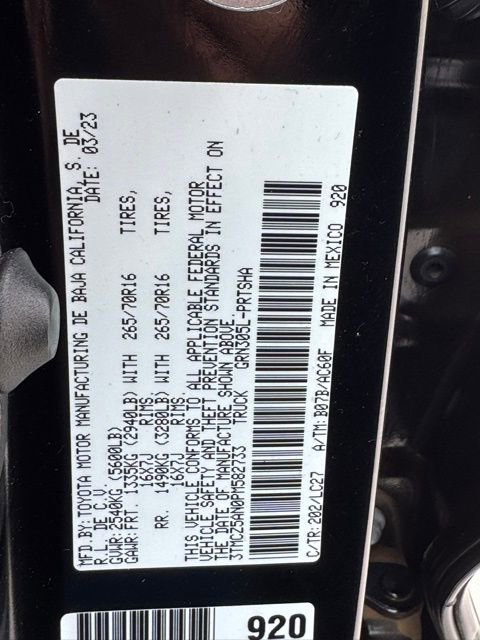 MFD.BY:TOYOTA MOTOR MANUFACTURING DE BAJA CALIFORNIA, S. DE
R.L. DE C.V. DATE: 03/23
GVWR: 2540KG (5600LB)
GAWR: FRT. 1335KG (2940LB) WITH 265/70R16 TIRES,
16X7J RIMS.
RR. 1490KG (3280LB) WITH 265/70R16 TIRES,
16X7J RIMS.
THIS VEHICLE CONFORMS TO ALL APPLICABLE FEDERAL MOTOR
VEHICLE SAFETY AND THEFT PREVENTION STANDARDS IN EFFECT ON
THE DATE OF MANUFACTURE SHOWN ABOVE.
3TMCZ5AN0PM582733 TRUCK GRN305L-PRTSHA
C/TR: 202/LC27 A/TM: B07B/AC60F MADE IN MEXICO 920
920